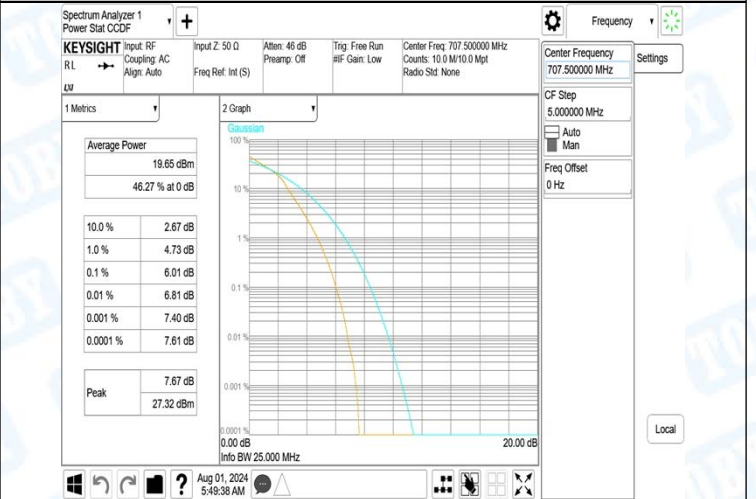 Spectrum Analyzer 1
Power Stat CCDF
+
Frequency
KEYSIGHT
Input: RF
Coupling: AC
Align: Auto
Input Z: 50 Ω
Freq Ref: Int (S)
Atten: 46 dB
Preamp: Off
Trig: Free Run
#IF Gain: Low
Center Freq: 707.500000 MHz
Counts: 10.0 M/10.0 Mpt
Radio Std: None
RL
LXI
Center Frequency
707.500000 MHz
Settings
CF Step
5.000000 MHz
Auto
Man
Freq Offset
0 Hz
1 Metrics
2 Graph
Average Power
19.65 dBm
46.27 % at 0 dB
10.0 % 2.67 dB
1.0 % 4.73 dB
0.1 % 6.01 dB
0.01 % 6.81 dB
0.001 % 7.40 dB
0.0001 % 7.61 dB
Peak
7.67 dB
27.32 dBm
Gaussian
100 %
10 %
1 %
0.1 %
0.01 %
0.001 %
0.0001 %
0.00 dB
20.00 dB
Info BW 25.000 MHz
Local
?
Aug 01, 2024
5:49:38 AM